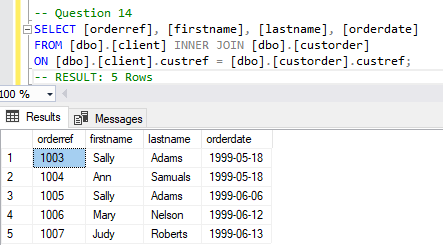 -- Question 14
SELECT [orderref], [firstname], [lastname], [orderdate]
FROM [dbo].[client] INNER JOIN [dbo].[custorder]
ON [dbo].[client].custref = [dbo].[custorder].custref;
-- RESULT: 5 Rows
100 %
Results Messages
orderref firstname lastname orderdate
1 1003 Sally Adams 1999-05-18
2 1004 Ann Samuals 1999-05-18
3 1005 Sally Adams 1999-06-06
4 1006 Mary Nelson 1999-06-12
5 1007 Judy Roberts 1999-06-13